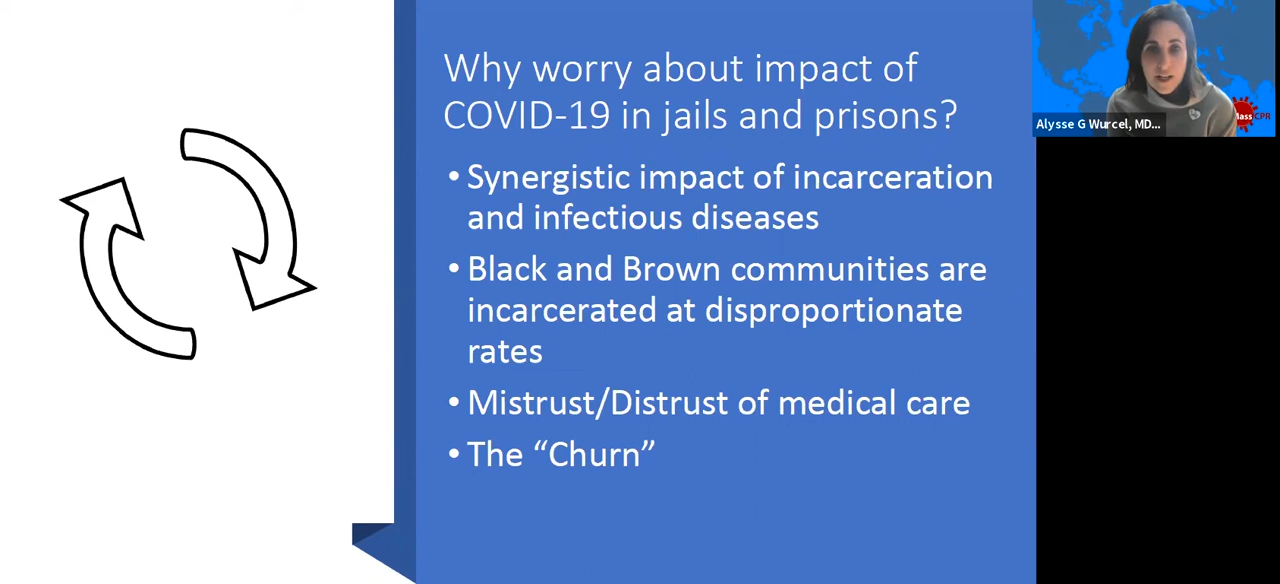 Why worry about impact of
COVID-19 in jails and prisons?
• Synergistic impact of incarceration
and infectious diseases
• Black and Brown communities are
incarcerated at disproportionate
rates
• Mistrust/Distrust of medical care
• The “Churn”
Alysse G Wurcel, MD...
MassCPR